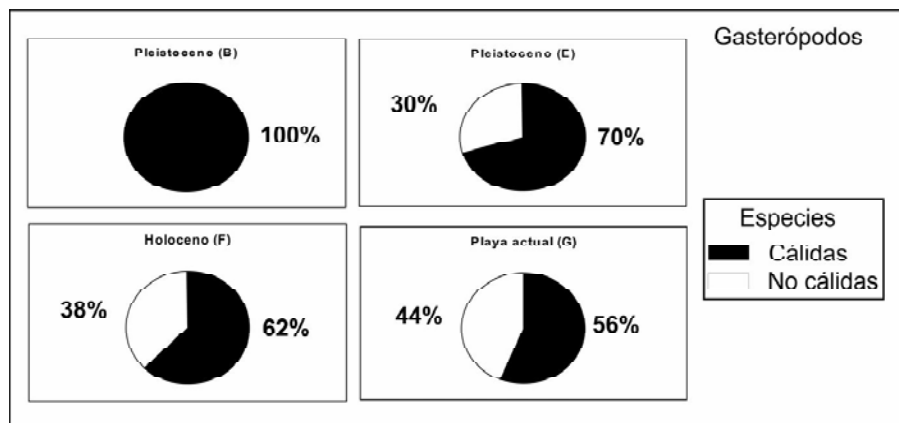 Gasterópodos
Pleistoceno (B)
100%
Pleistoceno (E)
30%
70%
Holoceno (F)
38%
62%
Playa actual (G)
44%
56%
Especies
Cálidas
No cálidas